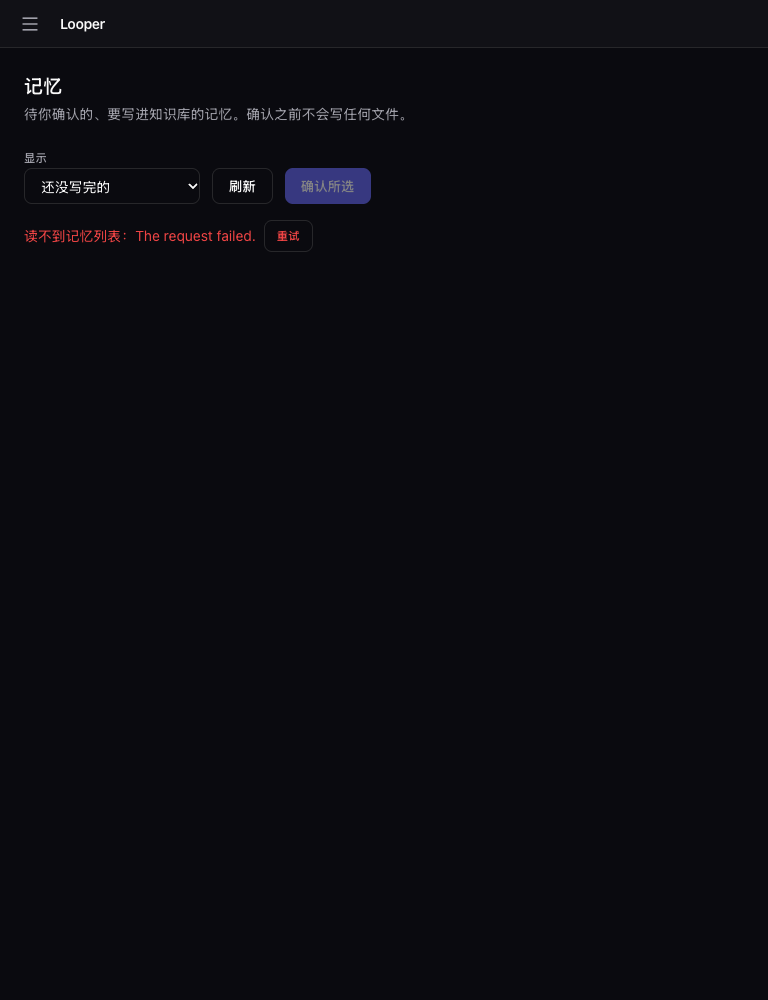 Looper
记忆
待你确认的、要写进知识库的记忆。确认之前不会写任何文件。
显示
还没写完的 刷新 确认所选
读不到记忆列表：The request failed. 重试